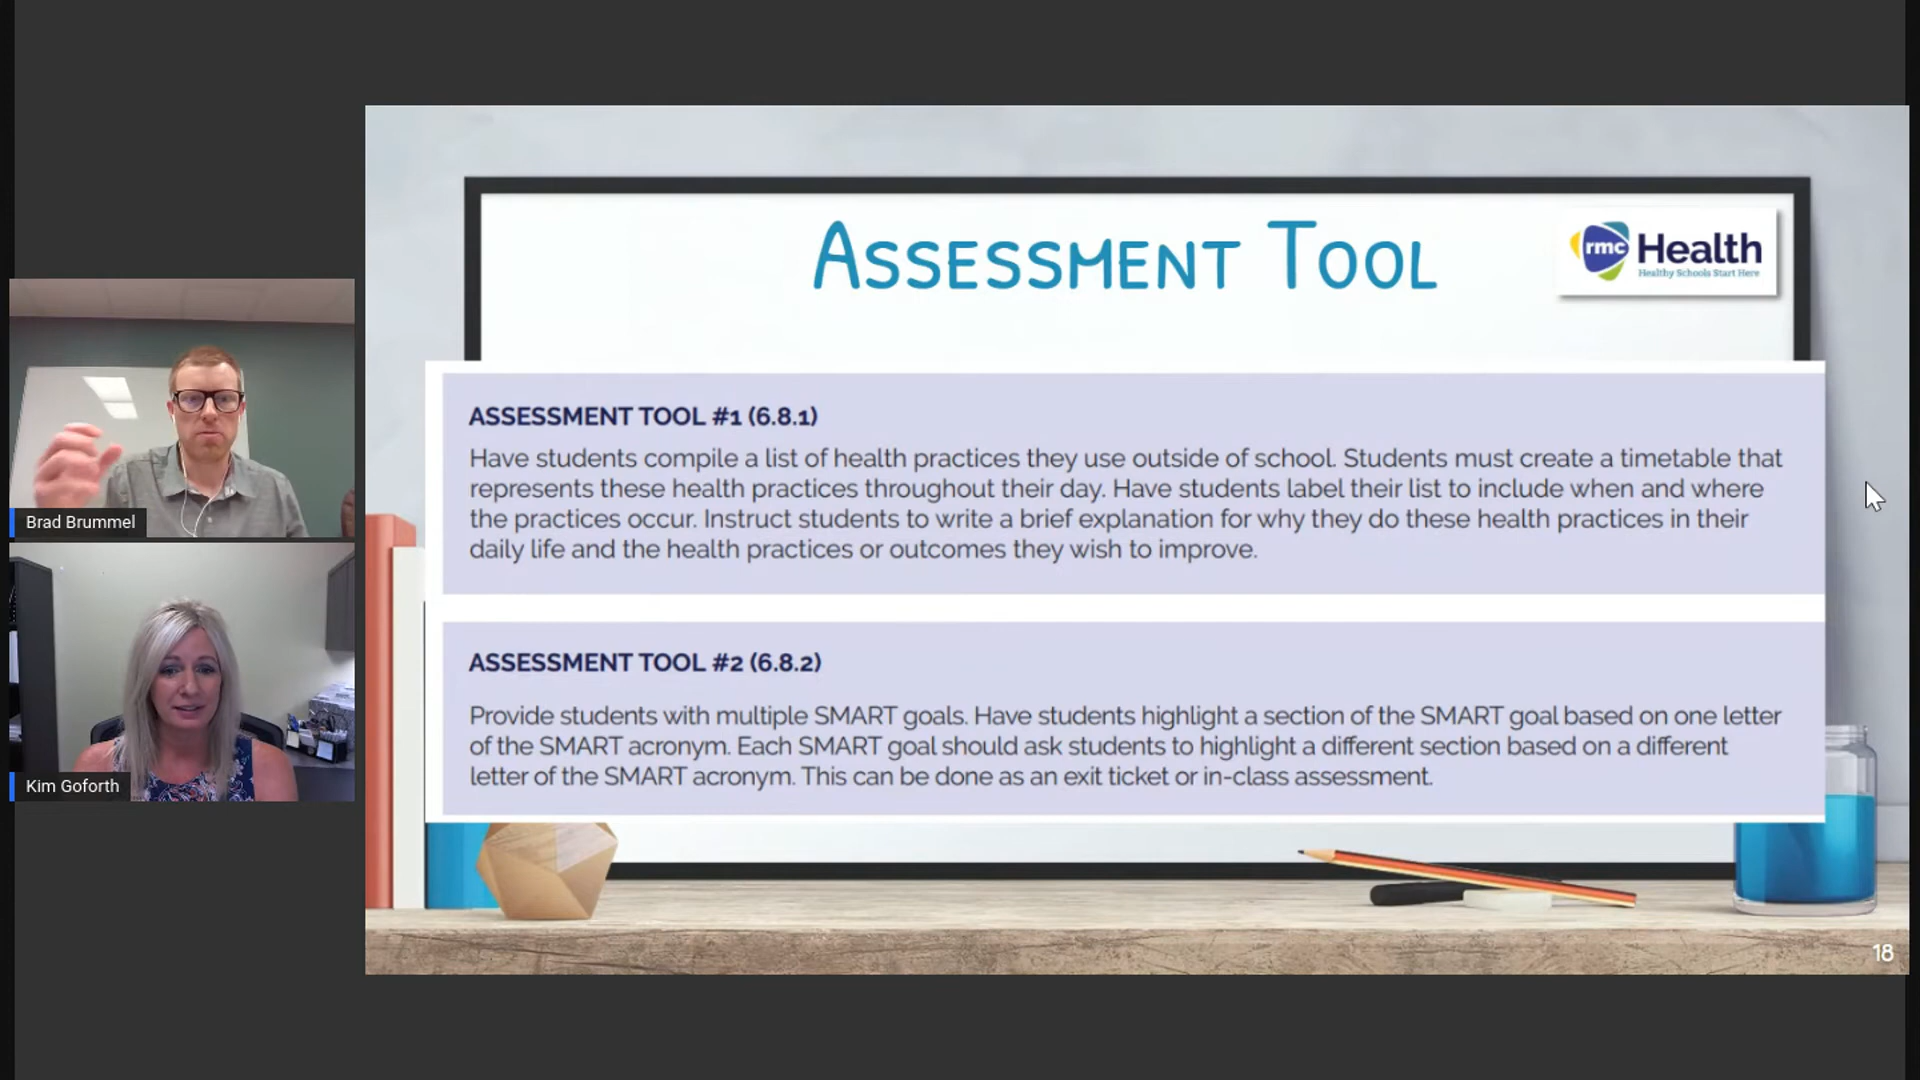 Assessment Tool
rmc Health
Healthy Schools Start Here
ASSESSMENT TOOL #1 (6.8.1)
Have students compile a list of health practices they use outside of school. Students must create a timetable that
represents these health practices throughout their day. Have students label their list to include when and where
the practices occur. Instruct students to write a brief explanation for why they do these health practices in their
daily life and the health practices or outcomes they wish to improve.
ASSESSMENT TOOL #2 (6.8.2)
Provide students with multiple SMART goals. Have students highlight a section of the SMART goal based on one letter
of the SMART acronym. Each SMART goal should ask students to highlight a different section based on a different
letter of the SMART acronym. This can be done as an exit ticket or in-class assessment.
Brad Brummel
Kim Goforth
18